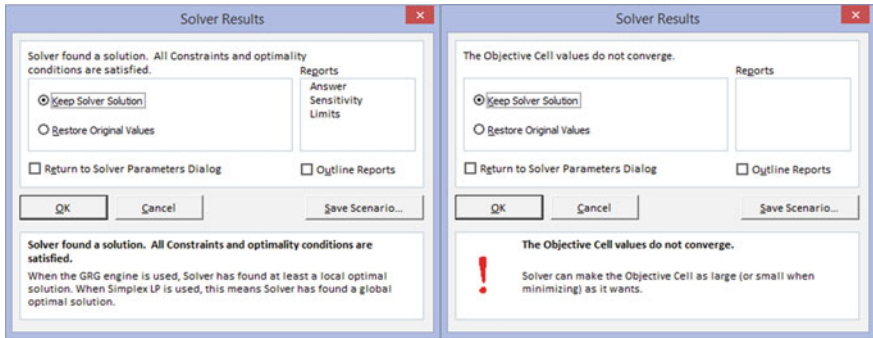 Solver Results
Solver found a solution. All Constraints and optimality
conditions are satisfied.
Reports
Answer
Sensitivity
Limits
Keep Solver Solution
Restore Original Values
Return to Solver Parameters Dialog
Outline Reports
OK
Cancel
Save Scenario...
Solver found a solution. All Constraints and optimality conditions are
satisfied.
When the GRG engine is used, Solver has found at least a local optimal
solution. When Simplex LP is used, this means Solver has found a global
optimal solution.
Solver Results
The Objective Cell values do not converge.
Reports
Keep Solver Solution
Restore Original Values
Return to Solver Parameters Dialog
Outline Reports
OK
Cancel
Save Scenario...
The Objective Cell values do not converge.
Solver can make the Objective Cell as large (or small when
minimizing) as it wants.